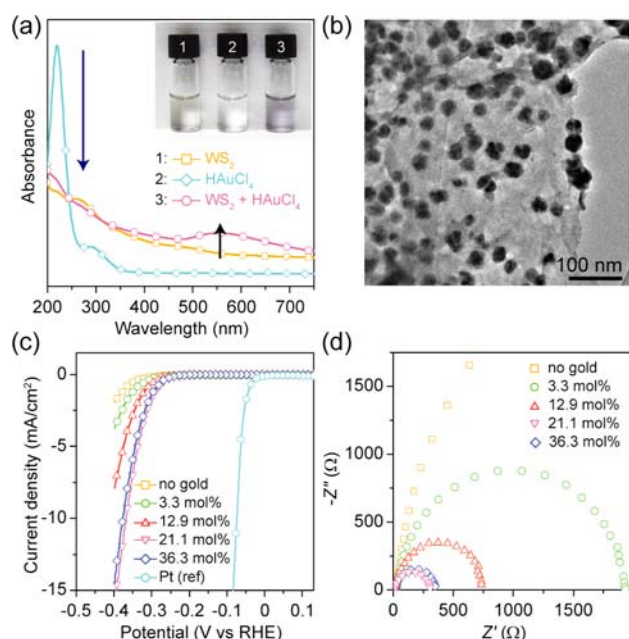 (a)
Absorbance
1 2 3
1: WS2
2: HAuCl4
3: WS2 + HAuCl4
200 300 400 500 600 700
Wavelength (nm)
(b)
100 nm
(c)
0
-5
-10
-15
Current density (mA/cm2)
no gold
3.3 mol%
12.9 mol%
21.1 mol%
36.3 mol%
Pt (ref)
-0.5 -0.4 -0.3 -0.2 -0.1 0 0.1
Potential (V vs RHE)
(d)
1500
1000
500
0
-Z″ (Ω)
no gold
3.3 mol%
12.9 mol%
21.1 mol%
36.3 mol%
0 500 1000 1500
Z′ (Ω)